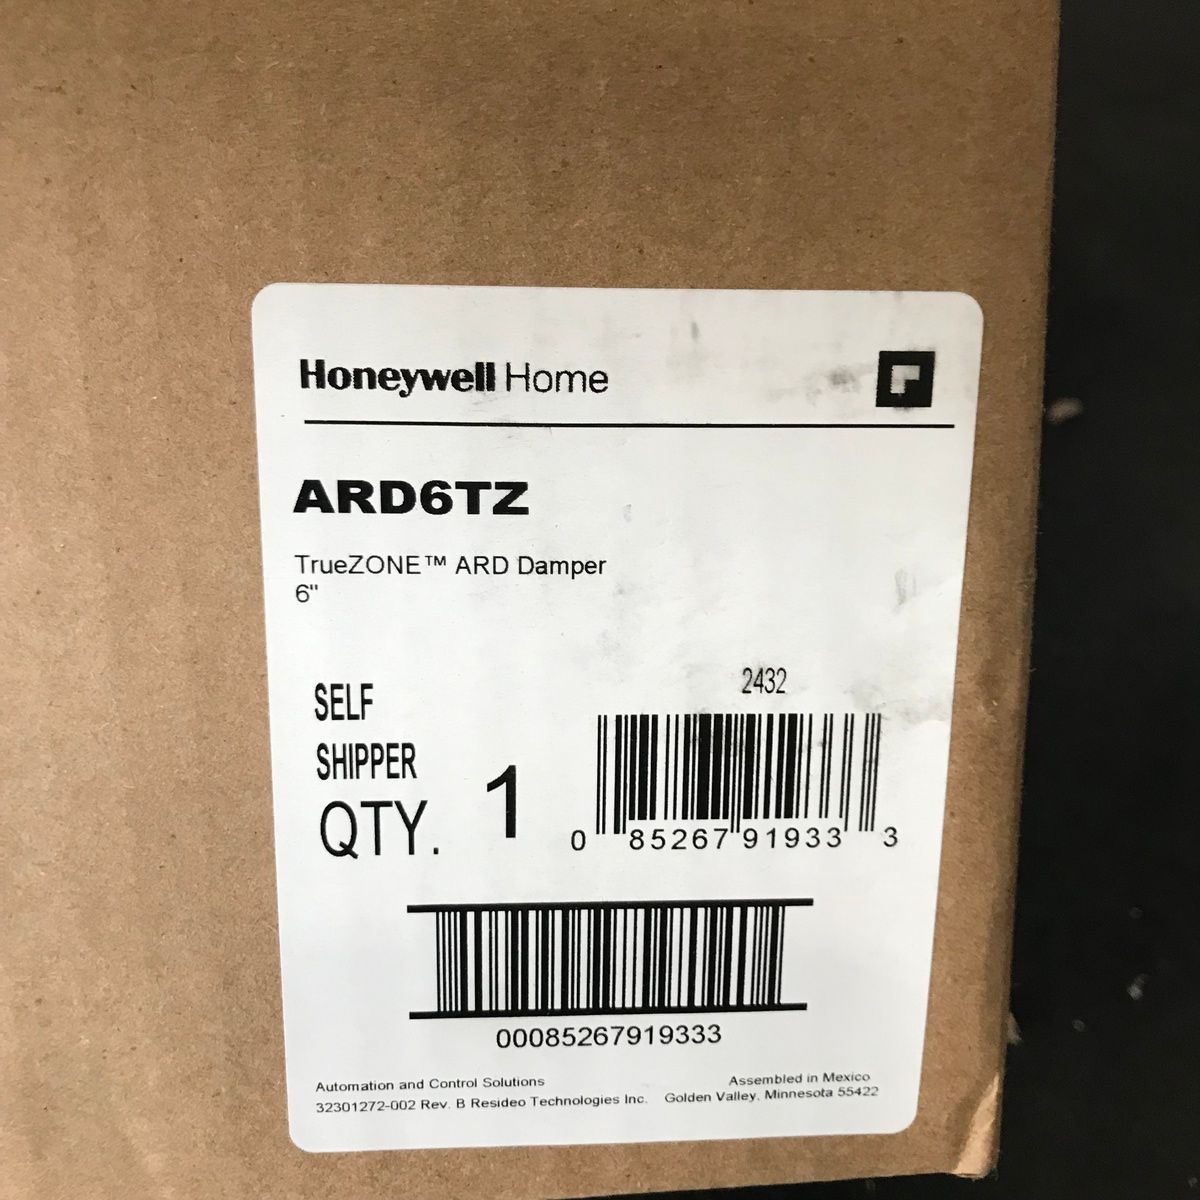 Honeywell Home
ARD6TZ
TrueZONE™ ARD Damper
6"
2432
SELF
SHIPPER
QTY. 1
0 85267 91933 3
00085267919333
Automation and Control Solutions Assembled in Mexico
32301272-002 Rev. B Resideo Technologies Inc. Golden Valley, Minnesota 55422